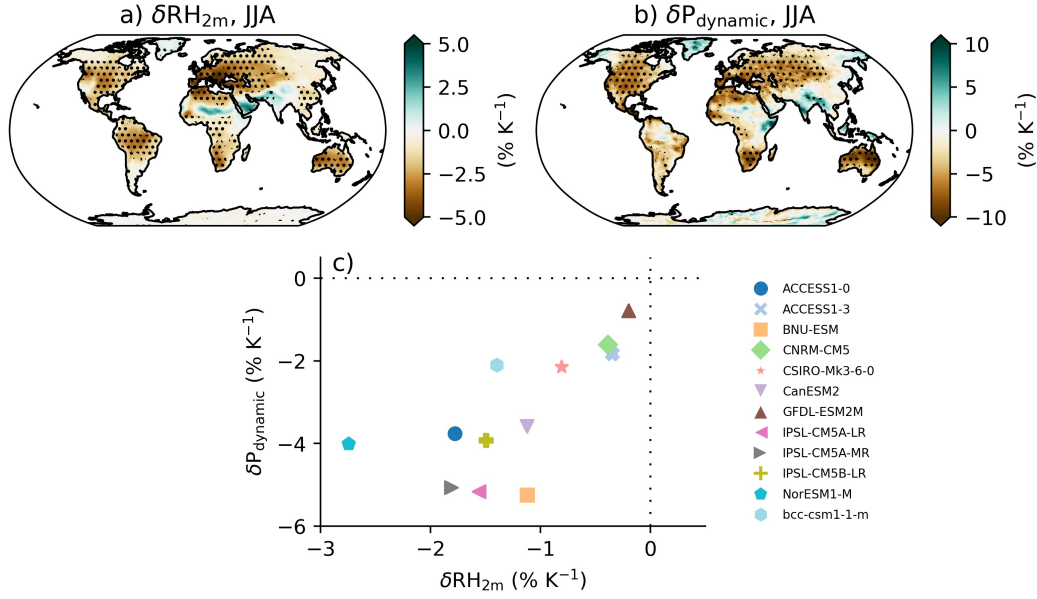 a) δRH2m, JJA
5.0
2.5
0.0
−2.5
−5.0
(% K−1)
b) δPdynamic, JJA
10
5
0
−5
−10
(% K−1)
c)
0
−2
−4
−6
δPdynamic (% K−1)
−3
−2
−1
0
δRH2m (% K−1)
ACCESS1-0
ACCESS1-3
BNU-ESM
CNRM-CM5
CSIRO-Mk3-6-0
CanESM2
GFDL-ESM2M
IPSL-CM5A-LR
IPSL-CM5A-MR
IPSL-CM5B-LR
NorESM1-M
bcc-csm1-1-m